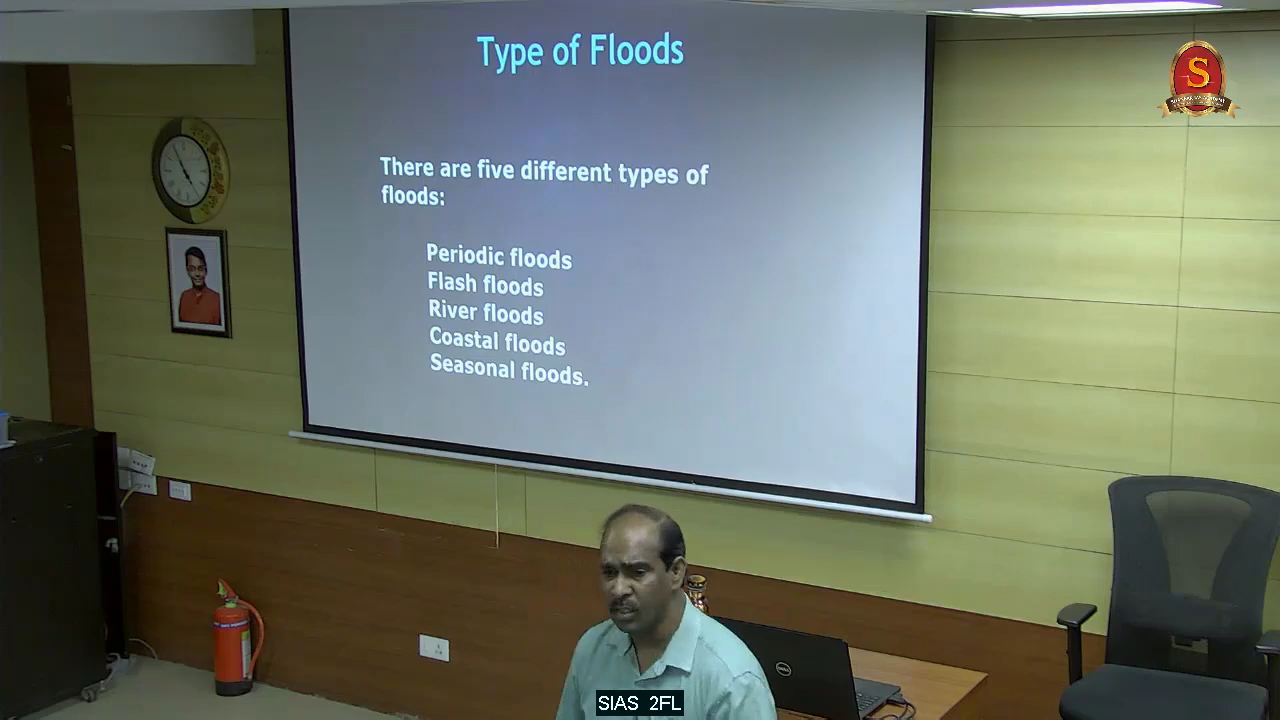 Type of Floods
There are five different types of
floods:
Periodic floods
Flash floods
River floods
Coastal floods
Seasonal floods.
S
DELL
SIAS 2FL